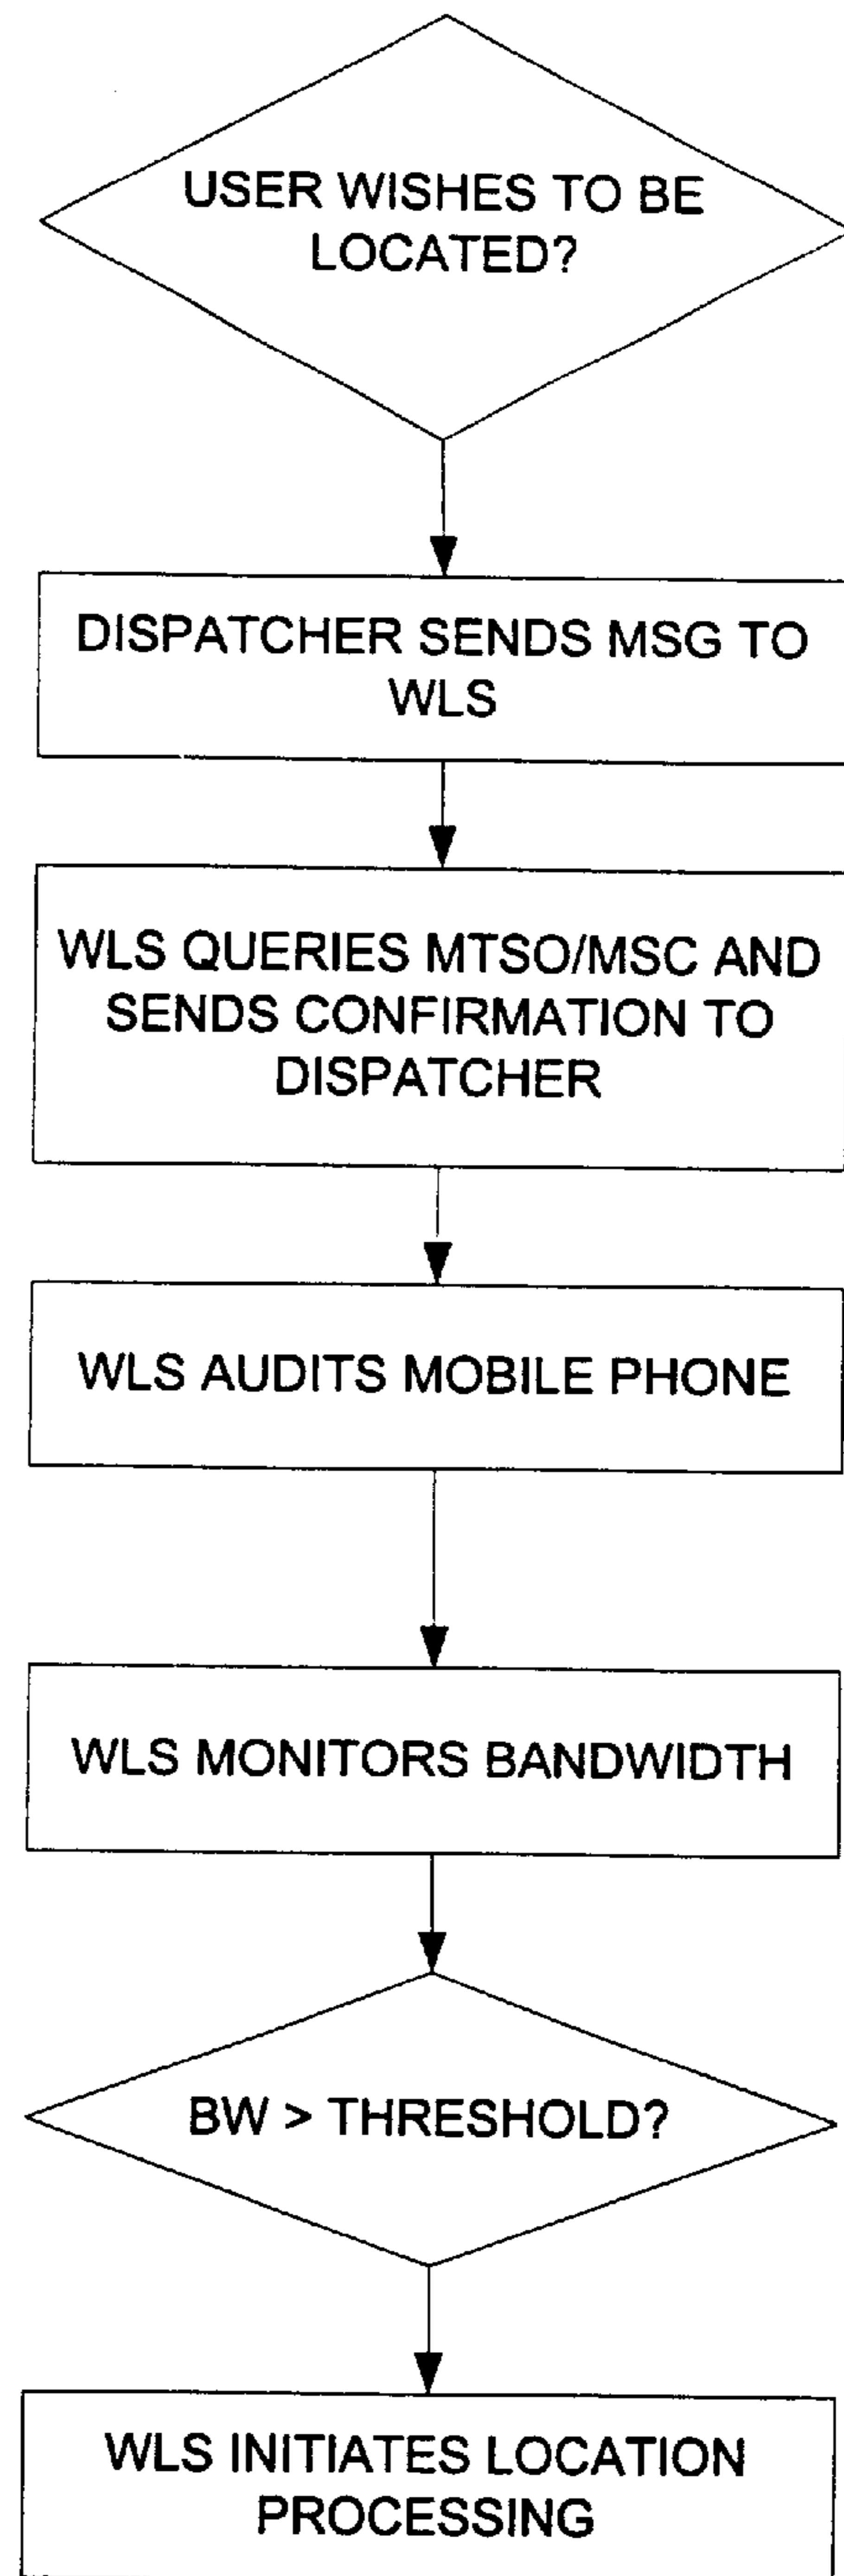 USER WISHES TO BE
LOCATED?
DISPATCHER SENDS MSG TO
WLS
WLS QUERIES MTSO/MSC AND
SENDS CONFIRMATION TO
DISPATCHER
WLS AUDITS MOBILE PHONE
WLS MONITORS BANDWIDTH
BW > THRESHOLD?
WLS INITIATES LOCATION
PROCESSING